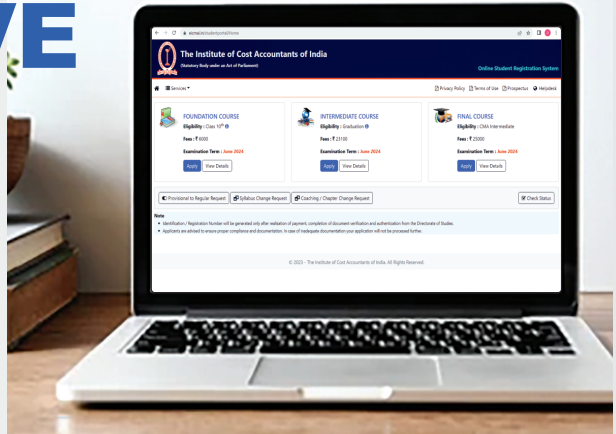 VE
eicmai.in/studentportal/Home
The Institute of Cost Accountants of India
(Statutory Body under an Act of Parliament)
Online Student Registration System
Services
Privacy Policy Terms of Use Prospectus Helpdesk
FOUNDATION COURSE
Eligibility : Class 10th
Fees : ₹ 6000
Examination Term : June 2024
Apply View Details
INTERMEDIATE COURSE
Eligibility : Graduation
Fees : ₹ 23100
Examination Term : June 2024
Apply View Details
FINAL COURSE
Eligibility : CMA Intermediate
Fees : ₹ 25000
Examination Term : June 2024
Apply View Details
Provisional to Regular Request Syllabus Change Request Coaching / Chapter Change Request Check Status
Note
Identification / Registration Number will be generated only after realization of payment, completion of document verification and authentication from the Directorate of Studies.
Applicants are advised to ensure proper compliance and documentation. In case of inadequate documentation your application will not be processed further.
© 2023 - The Institute of Cost Accountants of India. All Rights Reserved.